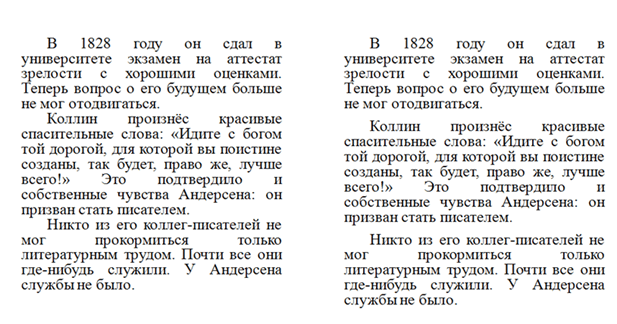 В 1828 году он сдал в
университете экзамен на аттестат
зрелости с хорошими оценками.
Теперь вопрос о его будущем больше
не мог отодвигаться.
Коллин произнёс красивые
спасительные слова: «Идите с богом
той дорогой, для которой вы поистине
созданы, так будет, право же, лучше
всего!» Это подтвердило и
собственные чувства Андерсена: он
призван стать писателем.
Никто из его коллег-писателей не
мог прокормиться только
литературным трудом. Почти все они
где-нибудь служили. У Андерсена
службы не было.
В 1828 году он сдал в
университете экзамен на аттестат
зрелости с хорошими оценками.
Теперь вопрос о его будущем больше
не мог отодвигаться.
Коллин произнёс красивые
спасительные слова: «Идите с богом
той дорогой, для которой вы поистине
созданы, так будет, право же, лучше
всего!» Это подтвердило и
собственные чувства Андерсена: он
призван стать писателем.
Никто из его коллег-писателей не
мог прокормиться только
литературным трудом. Почти все они
где-нибудь служили. У Андерсена
службы не было.